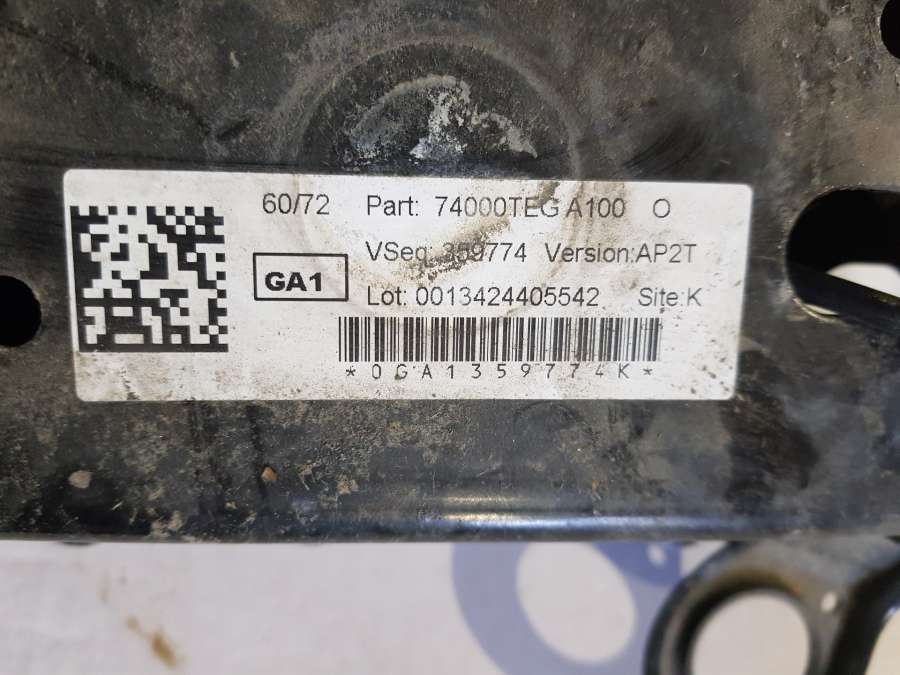 60/72 Part: 74000TEG A100 O
VSeq: 359774 Version:AP2T
GA1
Lot: 0013424405542 Site:K
*0GA1359774K*